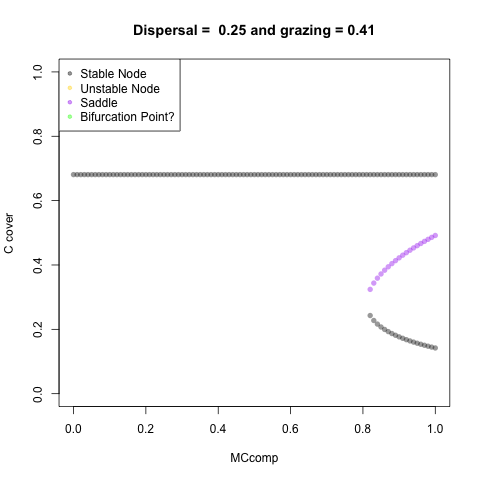 Dispersal =  0.25 and grazing = 0.41
Stable Node
Unstable Node
Saddle
Bifurcation Point?
C cover
1.0
0.8
0.6
0.4
0.2
0.0
0.0 0.2 0.4 0.6 0.8 1.0
MCcomp